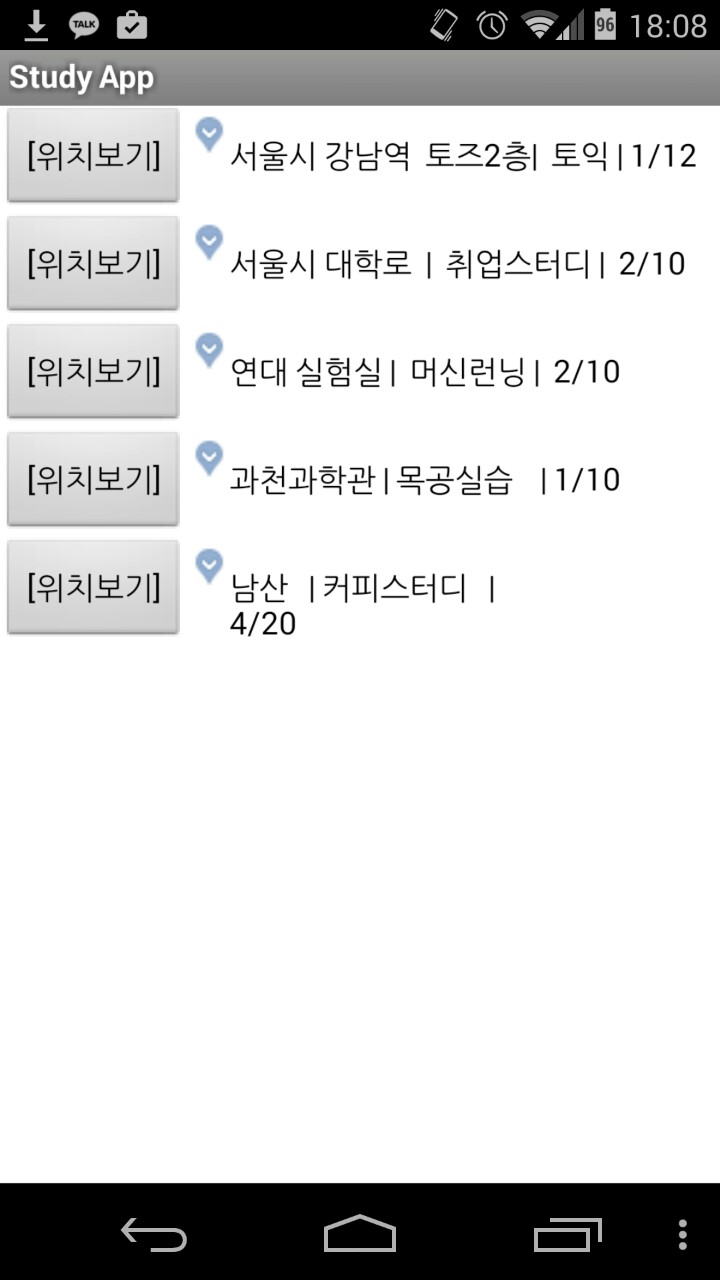 TALK 96 18:08
Study App
[위치보기] 서울시 강남역 토즈2층| 토익 | 1/12
[위치보기] 서울시 대학로 | 취업스터디 | 2/10
[위치보기] 연대 실험실 | 머신런닝 | 2/10
[위치보기] 과천과학관 | 목공실습 | 1/10
[위치보기] 남산 | 커피스터디 |
4/20